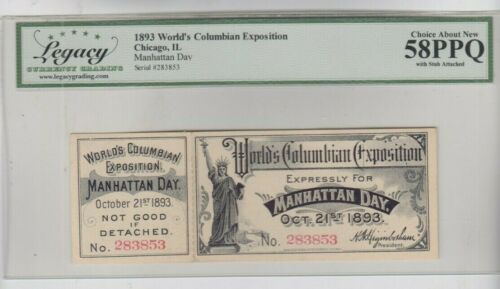 Legacy
CURRENCY GRADING
www.legacygrading.com
1893 World's Columbian Exposition
Chicago, IL
Manhattan Day
Serial #283853
Choice About New
58PPQ
with Stub Attached
WORLD'S COLUMBIAN
EXPOSITION
MANHATTAN DAY.
October 21ST 1893.
NOT GOOD
IF
DETACHED.
No. 283853
World's Columbian Exposition
EXPRESSLY FOR
MANHATTAN DAY.
OCT. 21ST 1893.
No. 283853
H.N. Higinbotham
President.